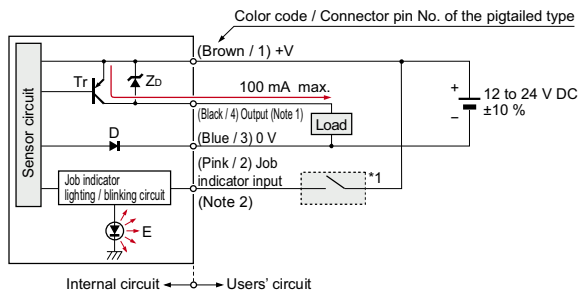 Color code / Connector pin No. of the pigtailed type
(Brown / 1) +V
Tr
ZD
100 mA max.
+
12 to 24 V DC
±10 %
−
(Black / 4) Output (Note 1)
Load
Sensor circuit
D
(Blue / 3) 0 V
(Pink / 2) Job
indicator input
(Note 2)
*1
Job indicator
lighting / blinking circuit
E
Internal circuit
Users' circuit